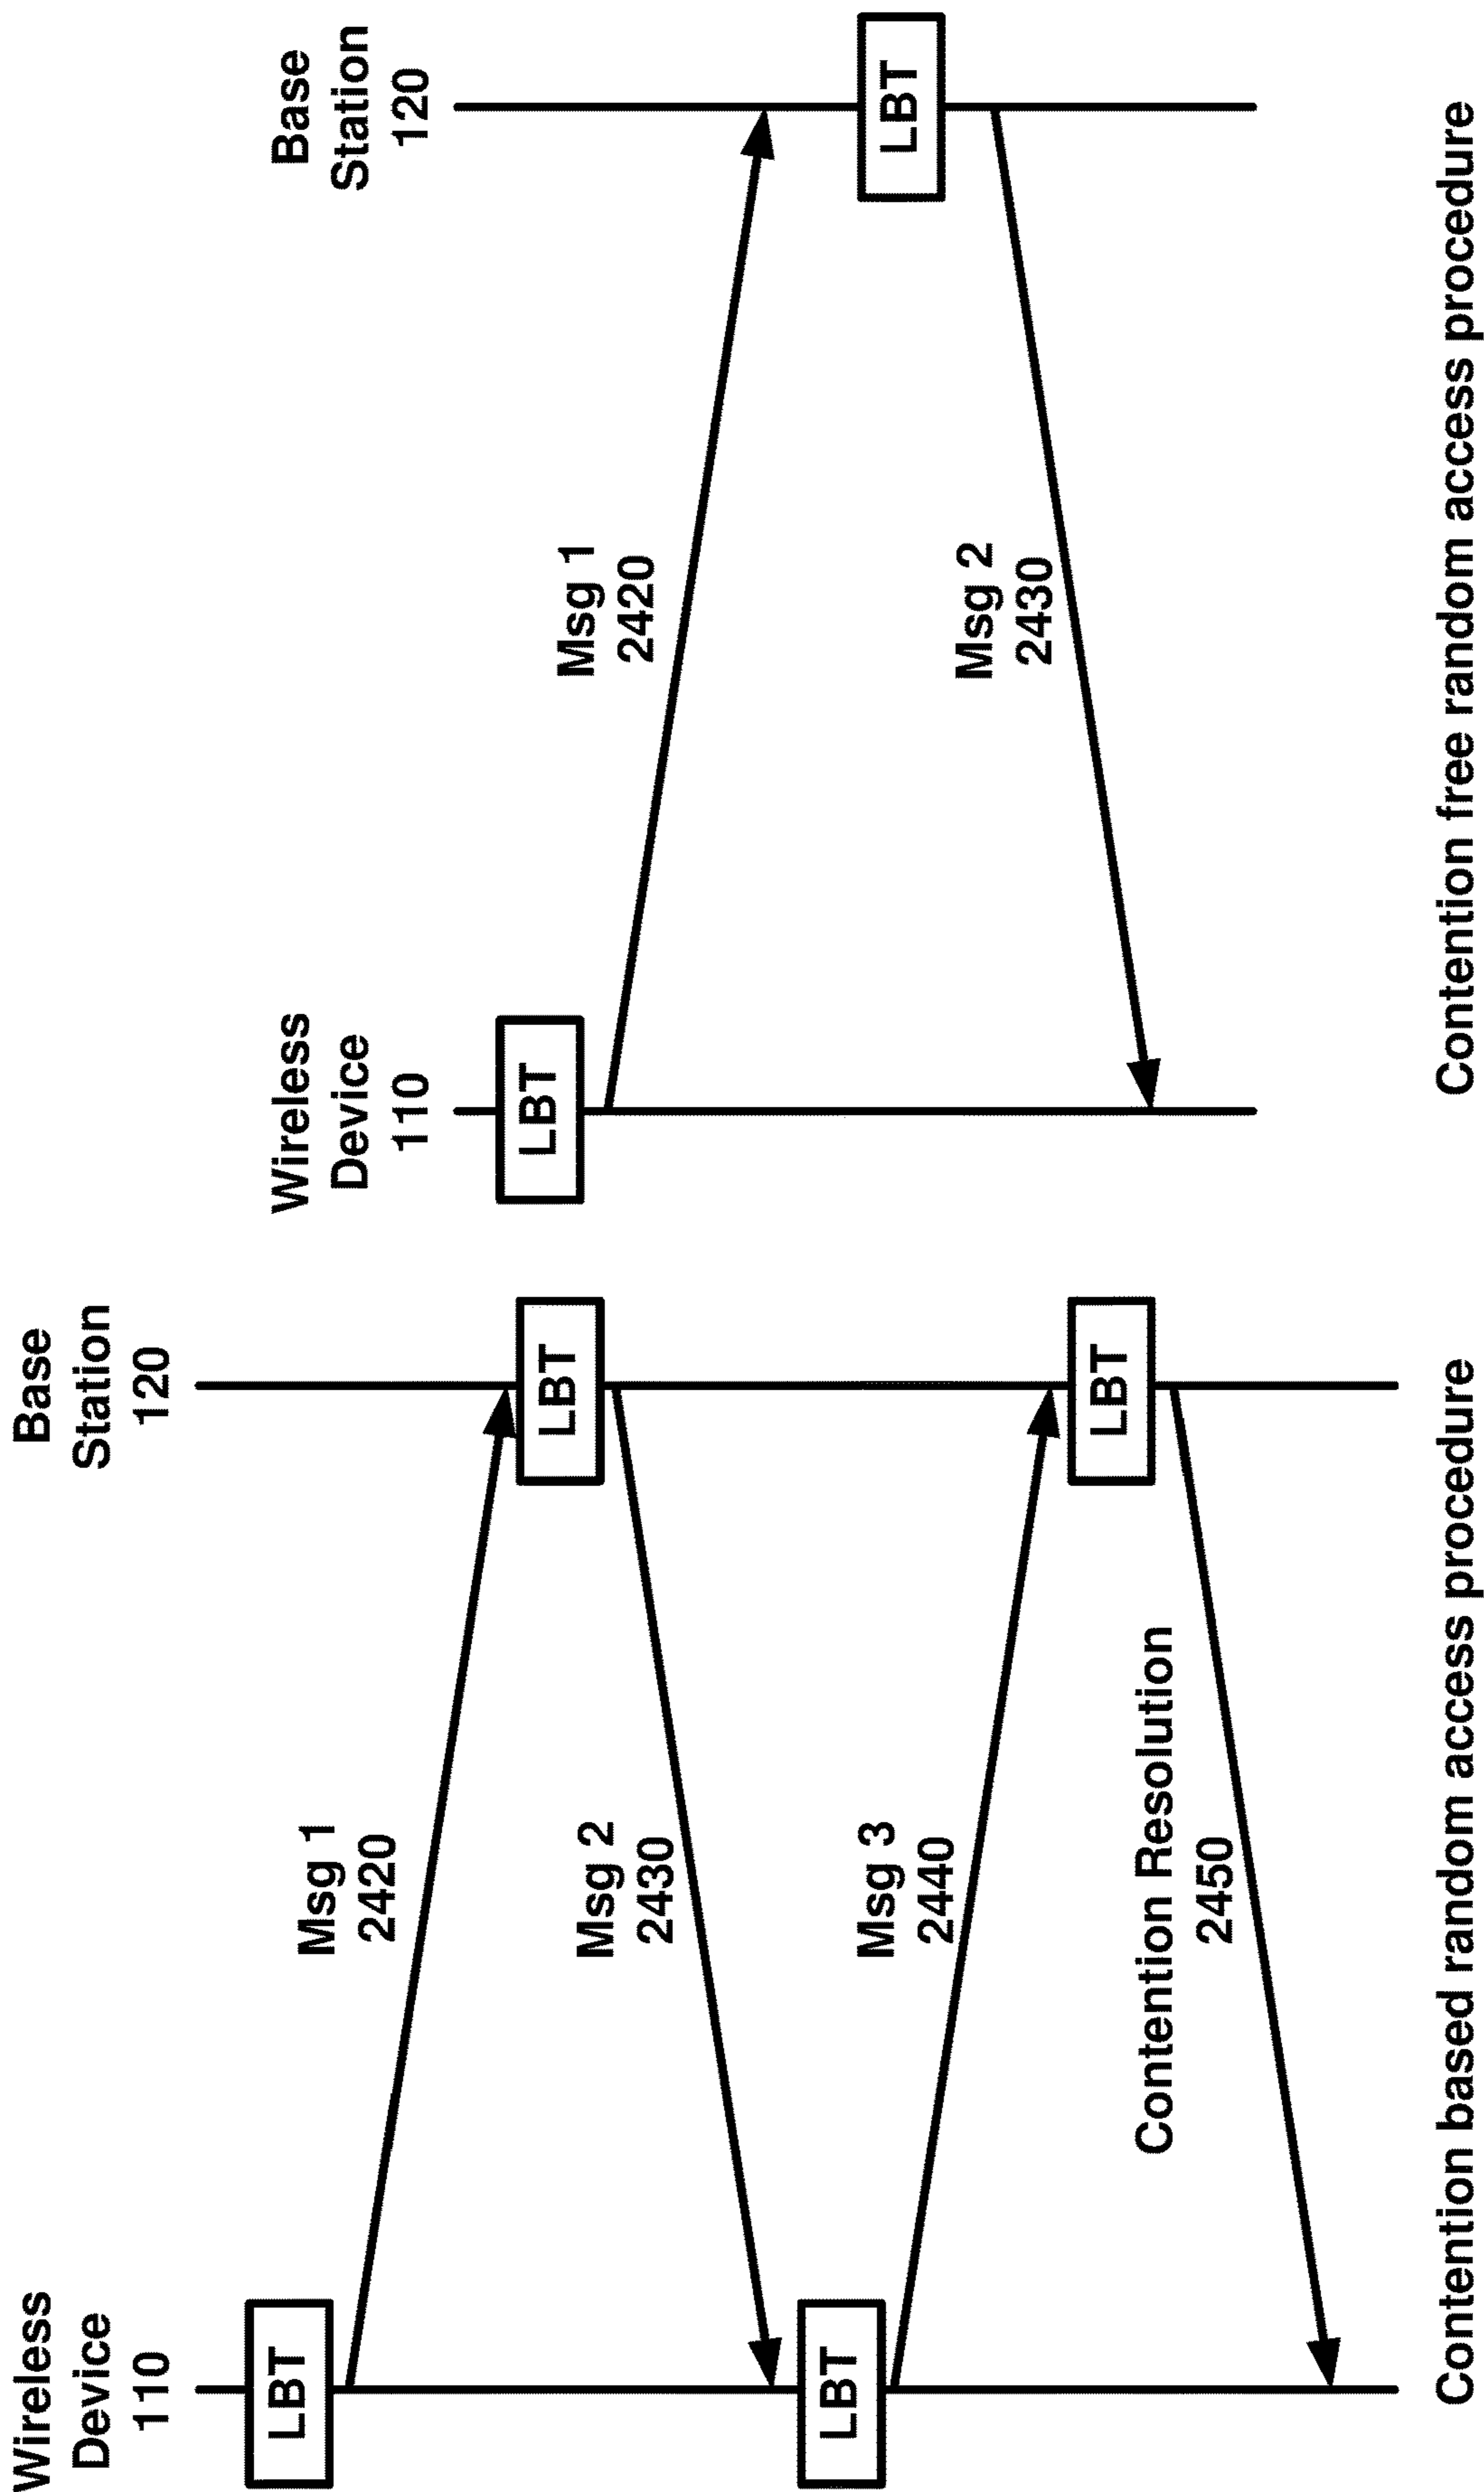 Wireless
Device
110
Base
Station
120
LBT
Msg 1
2420
LBT
Msg 2
2430
LBT
Msg 3
2440
LBT
Contention Resolution
2450
Contention based random access procedure
Wireless
Device
110
Base
Station
120
LBT
Msg 1
2420
LBT
Msg 2
2430
Contention free random access procedure